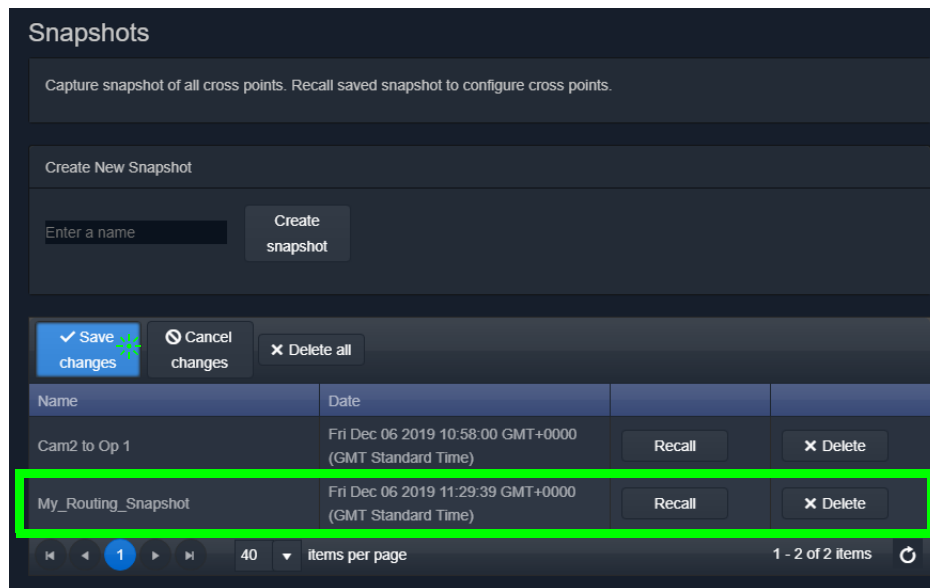 Snapshots
Capture snapshot of all cross points. Recall saved snapshot to configure cross points.
Create New Snapshot
Enter a name
Create
snapshot
Save
changes
Cancel
changes
Delete all
Name Date
Cam2 to Op 1
Fri Dec 06 2019 10:58:00 GMT+0000
(GMT Standard Time)
Recall
Delete
My_Routing_Snapshot
Fri Dec 06 2019 11:29:39 GMT+0000
(GMT Standard Time)
Recall
Delete
1
40
items per page
1 - 2 of 2 items